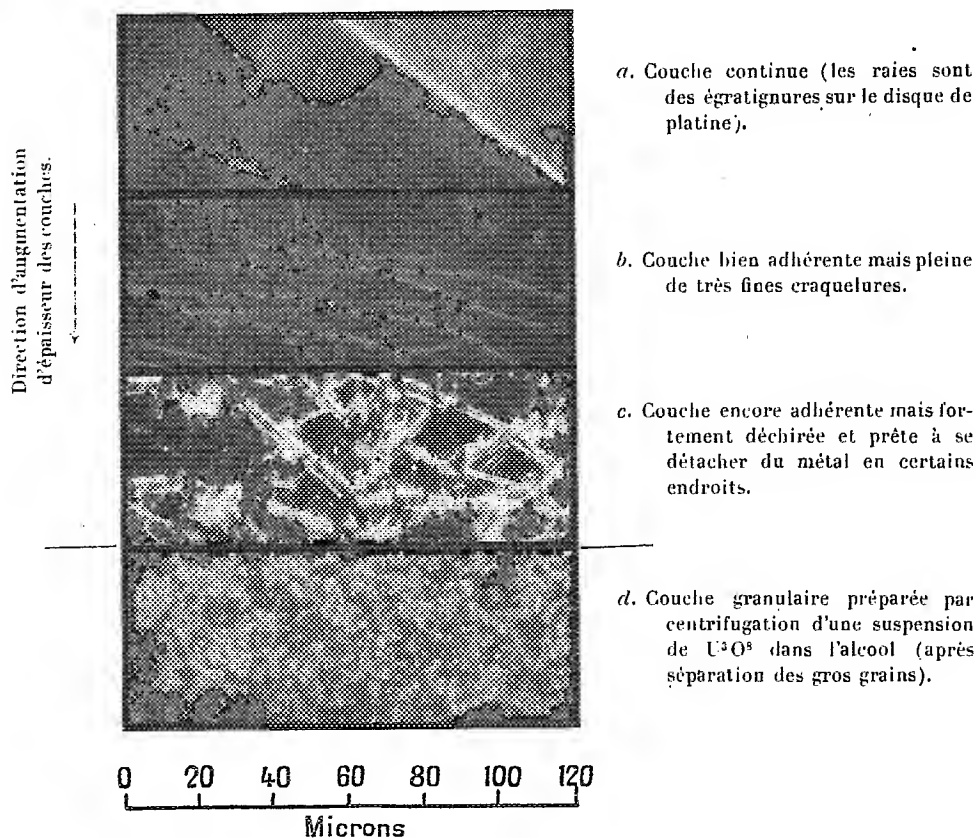 Direction d'augmentation
d'épaisseur des couches.
a. Couche continue (les raies sont
des égratignures sur le disque de
platine).
b. Couche bien adhérente mais pleine
de très fines craquelures.
c. Couche encore adhérente mais for-
tement déchirée et prête à se
détacher du métal en certains
endroits.
d. Couche granulaire préparée par
centrifugation d'une suspension
de U³O⁸ dans l'alcool (après
séparation des gros grains).
0 20 40 60 80 100 120
Microns